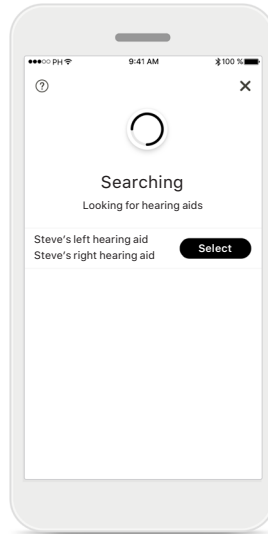 ●●●○○ PH 9:41 AM 100 %
?
Searching
Looking for hearing aids
Steve’s left hearing aid
Steve’s right hearing aid
Select